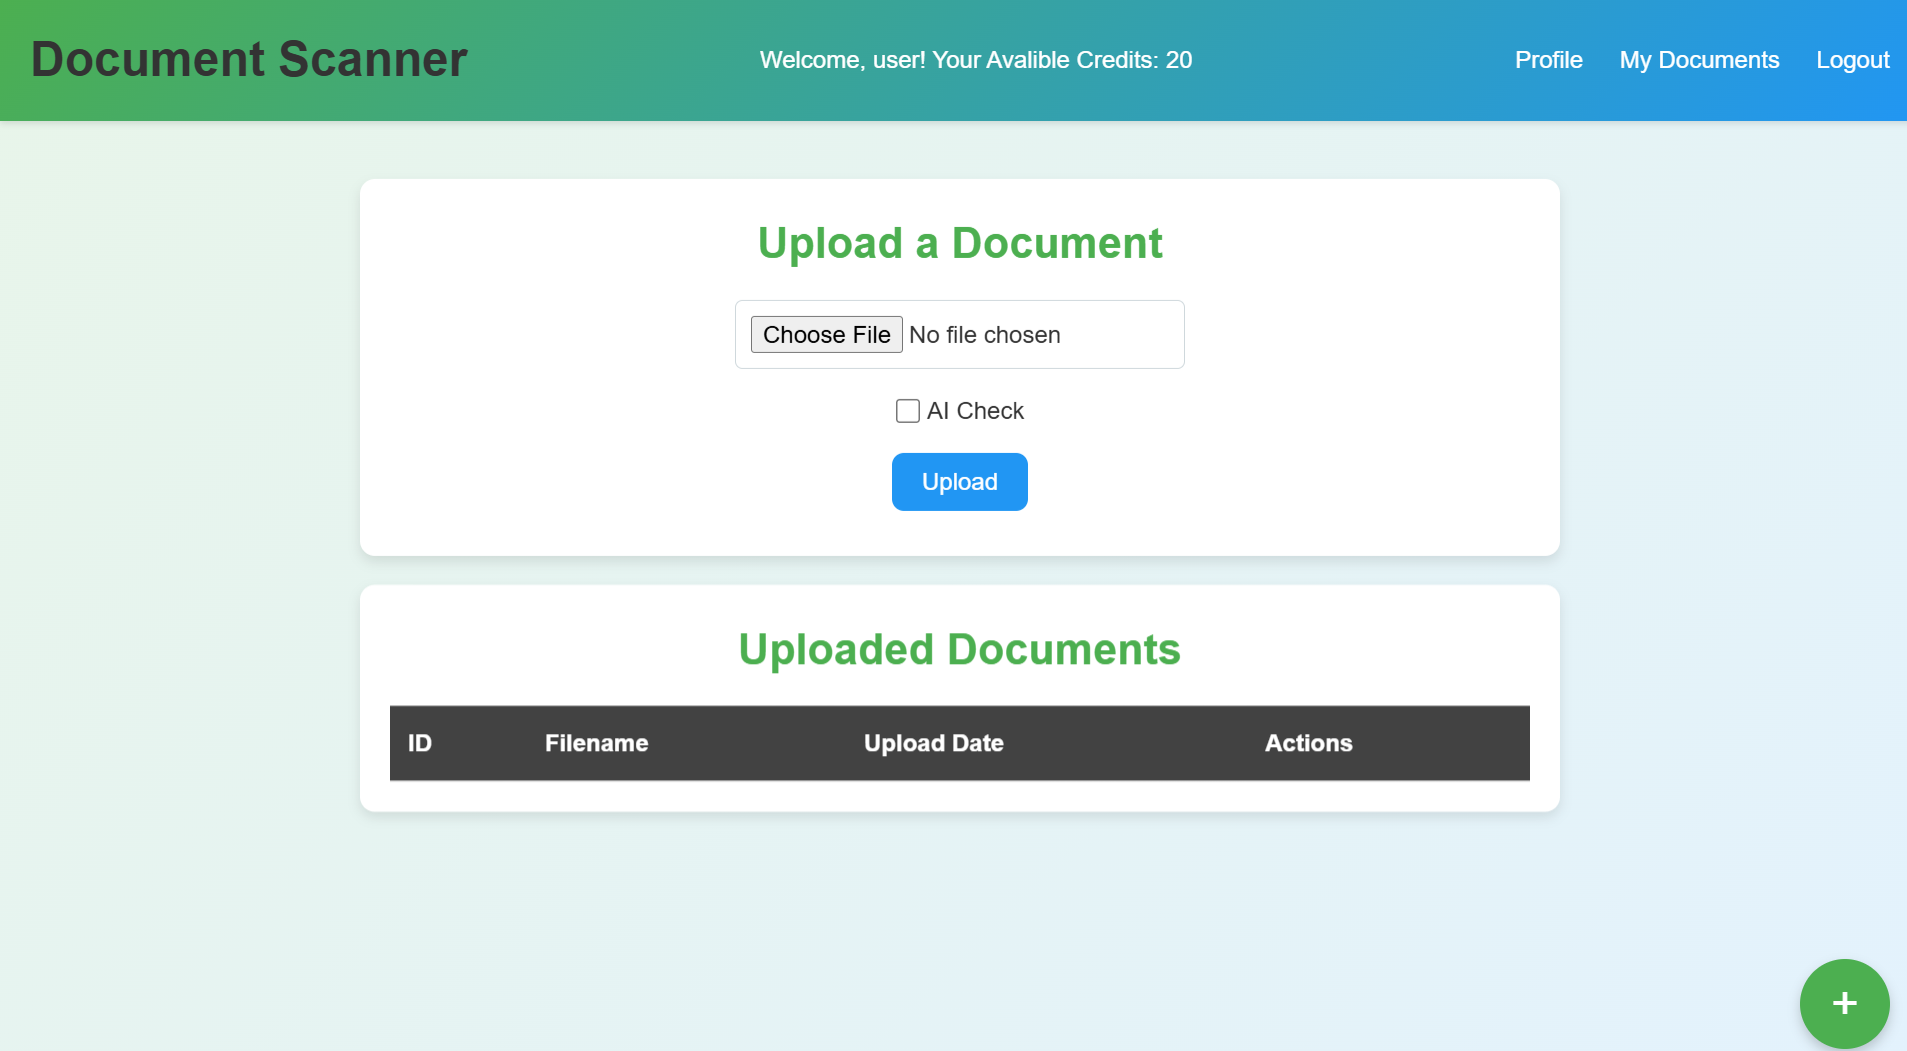 Document Scanner
Welcome, user! Your Avalible Credits: 20
Profile My Documents Logout
Upload a Document
Choose File No file chosen
AI Check
Upload
Uploaded Documents
ID Filename Upload Date Actions
+